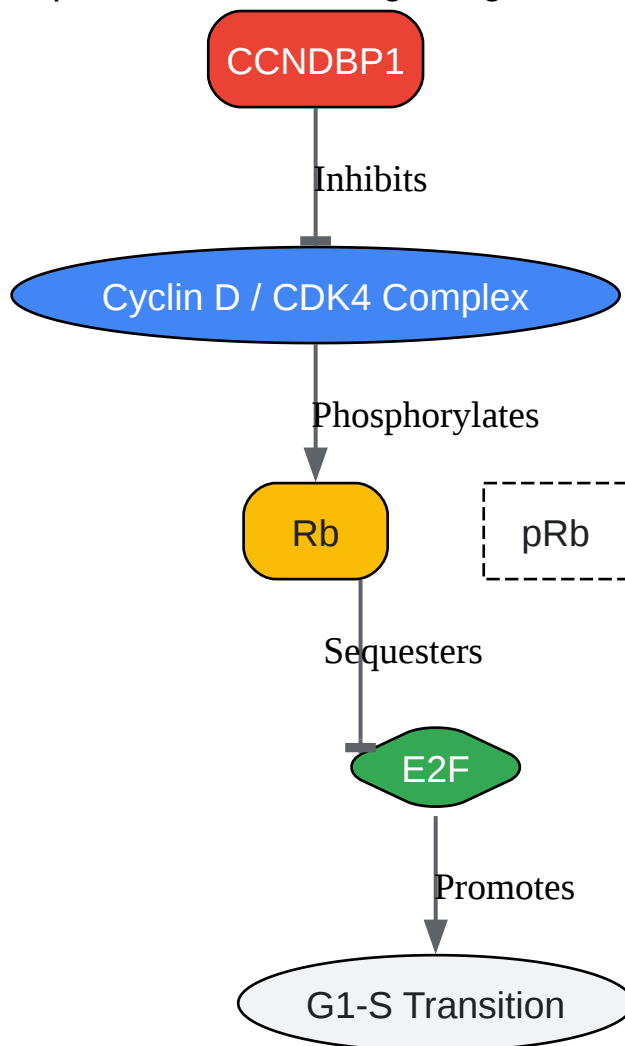 CCNDBP1
Inhibits
Cyclin D / CDK4 Complex
Phosphorylates
Rb
pRb
Sequesters
E2F
Promotes
G1-S Transition